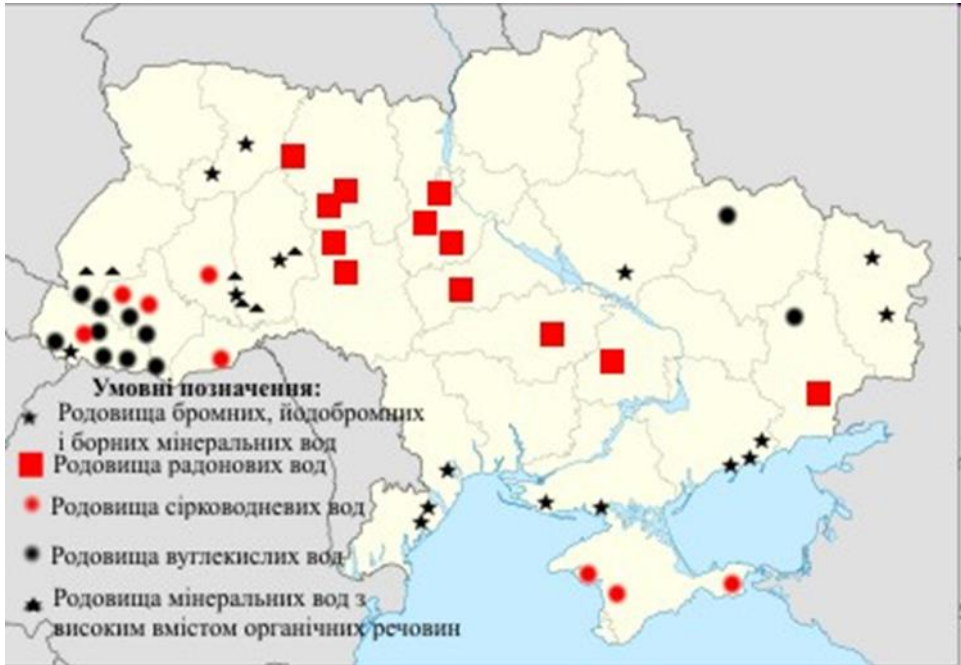 Умовні позначення:
Родовища бромних, йодобромних
і борних мінеральних вод
Родовища радонових вод
Родовища сірководневих вод
Родовища вуглекислих вод
Родовища мінеральних вод з
високим вмістом органічних речовин